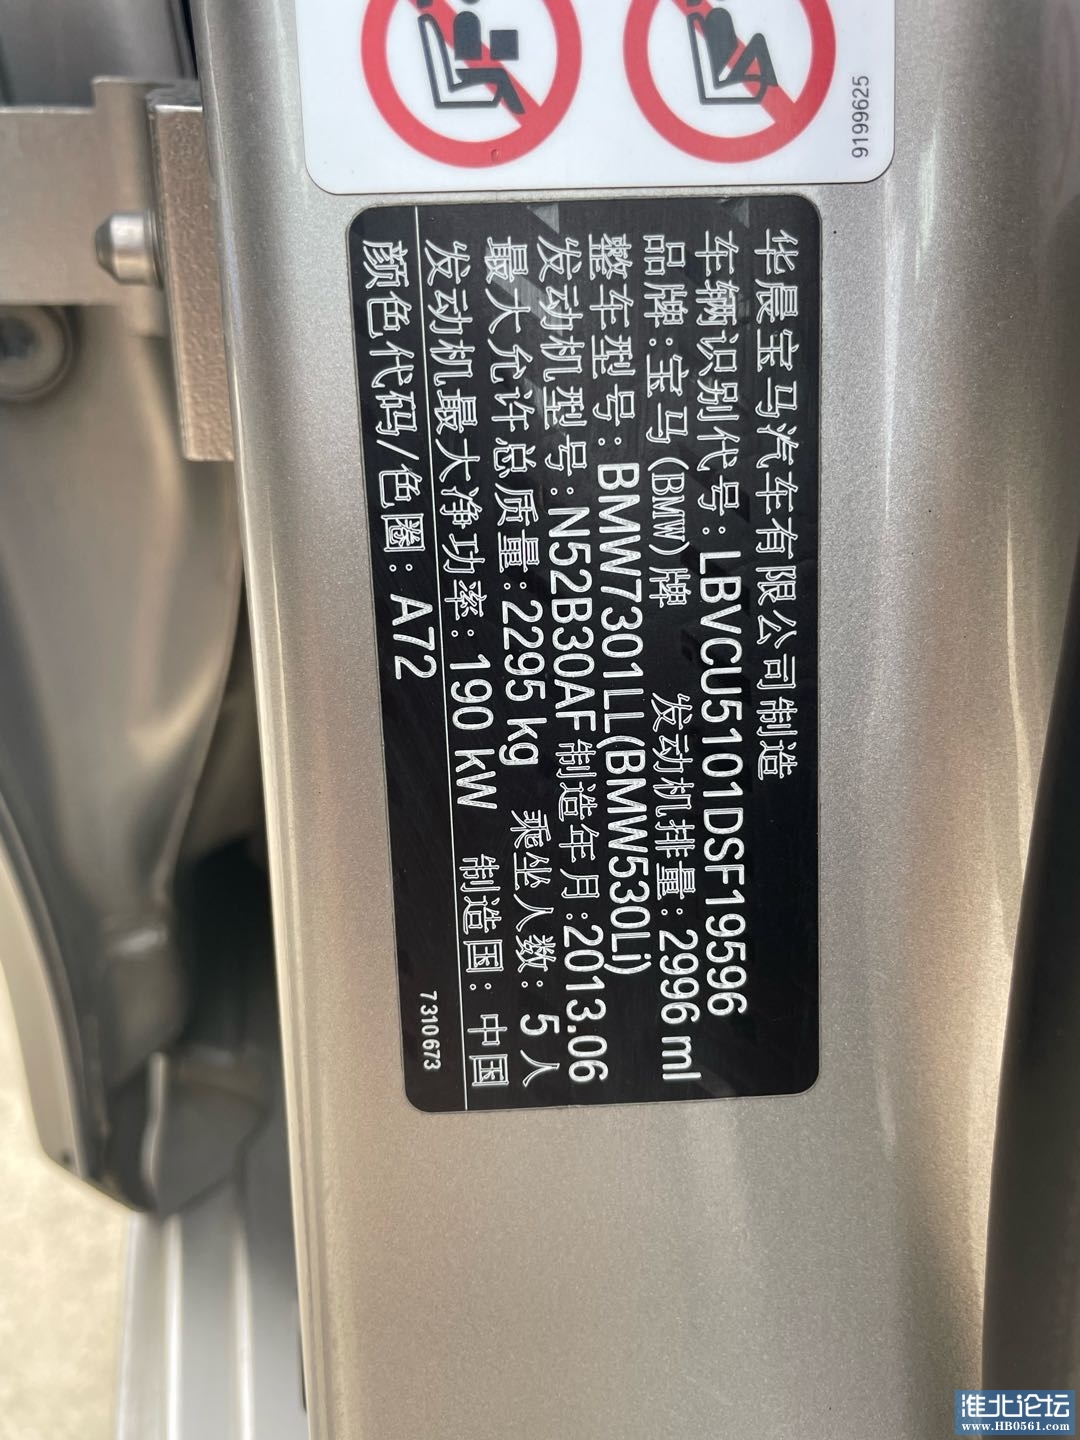 9199625
华晨宝马汽车有限公司制造
车辆识别代号：LBVCU5101DSF19596
品牌：宝马(BMW)牌 发动机排量：2996 ml
整车型号：BMW7301LL(BMW530Li)
发动机型号：N52B30AF 制造年月：2013.06
最大允许总质量：2295 kg 乘坐人数：5 人
发动机最大净功率：190 kW 制造国：中国
颜色代码/色圈：A72
7 310 673
淮北论坛
www.HB0561.com